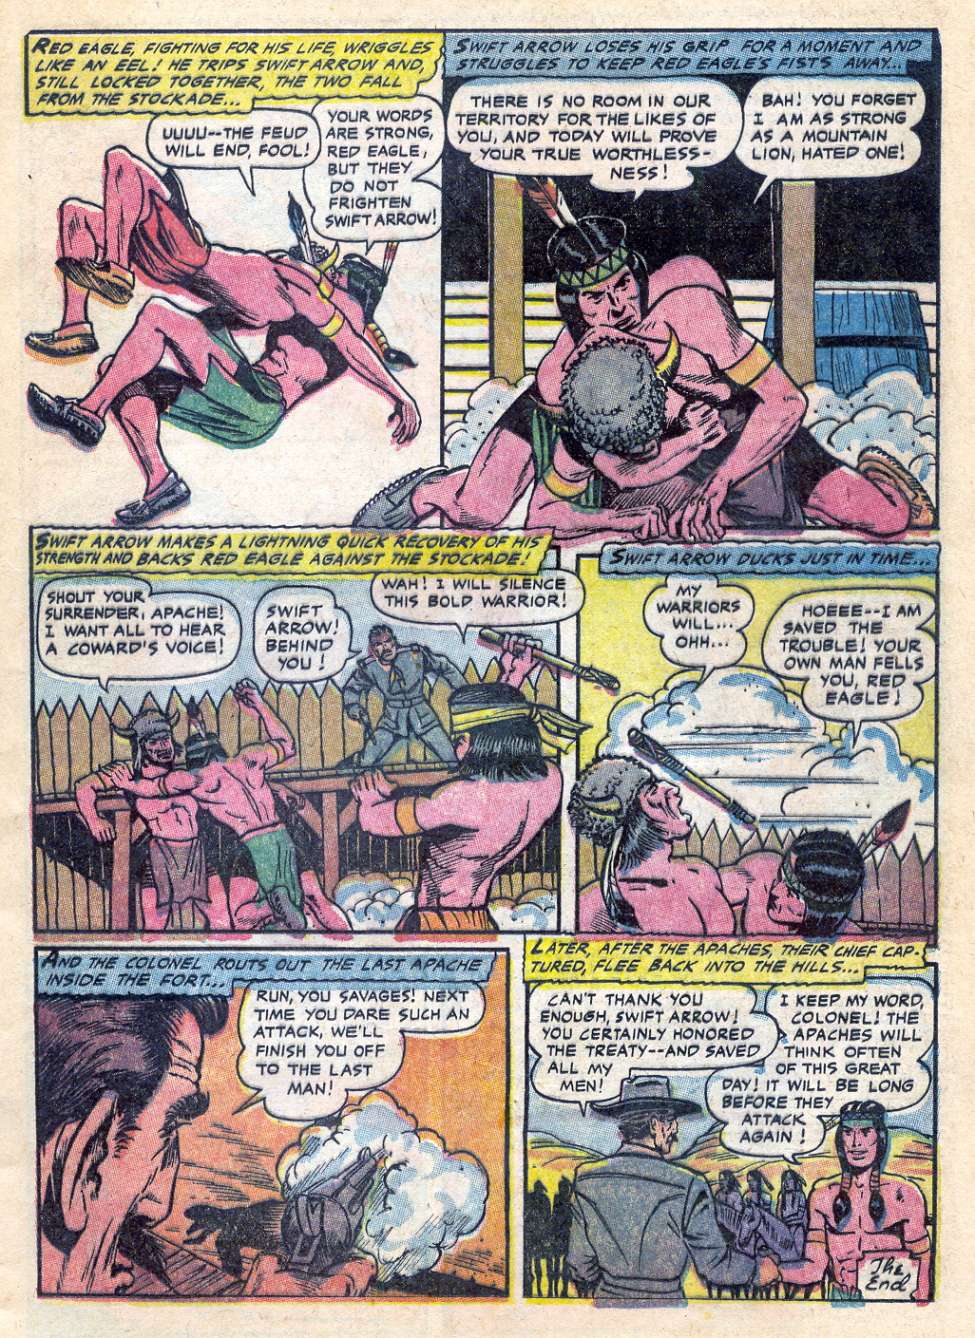 RED EAGLE, FIGHTING FOR HIS LIFE, WRIGGLES
LIKE AN EEL! HE TRIPS SWIFT ARROW AND,
STILL LOCKED TOGETHER, THE TWO FALL
FROM THE STOCKADE...
UUUU--THE FEUD
WILL END, FOOL!
YOUR WORDS
ARE STRONG,
RED EAGLE,
BUT THEY
DO NOT
FRIGHTEN
SWIFT ARROW!
SWIFT ARROW LOSES HIS GRIP FOR A MOMENT AND
STRUGGLES TO KEEP RED EAGLE'S FISTS AWAY...
THERE IS NO ROOM IN OUR
TERRITORY FOR THE LIKES OF
YOU, AND TODAY WILL PROVE
YOUR TRUE WORTHLESS-
NESS!
BAH! YOU FORGET
I AM AS STRONG
AS A MOUNTAIN
LION, HATED ONE!
SWIFT ARROW MAKES A LIGHTNING QUICK RECOVERY OF HIS
STRENGTH AND BACKS RED EAGLE AGAINST THE STOCKADE!
SHOUT YOUR
SURRENDER, APACHE!
I WANT ALL TO HEAR
A COWARD'S VOICE!
SWIFT
ARROW!
BEHIND
YOU!
WAH! I WILL SILENCE
THIS BOLD WARRIOR!
SWIFT ARROW DUCKS JUST IN TIME...
MY
WARRIORS
WILL...
OHH...
HOEEE--I AM
SAVED THE
TROUBLE! YOUR
OWN MAN FELLS
YOU, RED
EAGLE!
AND THE COLONEL ROUTS OUT THE LAST APACHE
INSIDE THE FORT...
RUN, YOU SAVAGES! NEXT
TIME YOU DARE SUCH AN
ATTACK, WE'LL
FINISH YOU OFF
TO THE LAST
MAN!
LATER, AFTER THE APACHES, THEIR CHIEF CAP-
TURED, FLEE BACK INTO THE HILLS...
CAN'T THANK YOU
ENOUGH, SWIFT ARROW!
YOU CERTAINLY HONORED
THE TREATY--AND SAVED
ALL MY
MEN!
I KEEP MY WORD,
COLONEL! THE
APACHES WILL
THINK OFTEN
OF THIS GREAT
DAY! IT WILL BE LONG
BEFORE THEY
ATTACK
AGAIN!
The
End